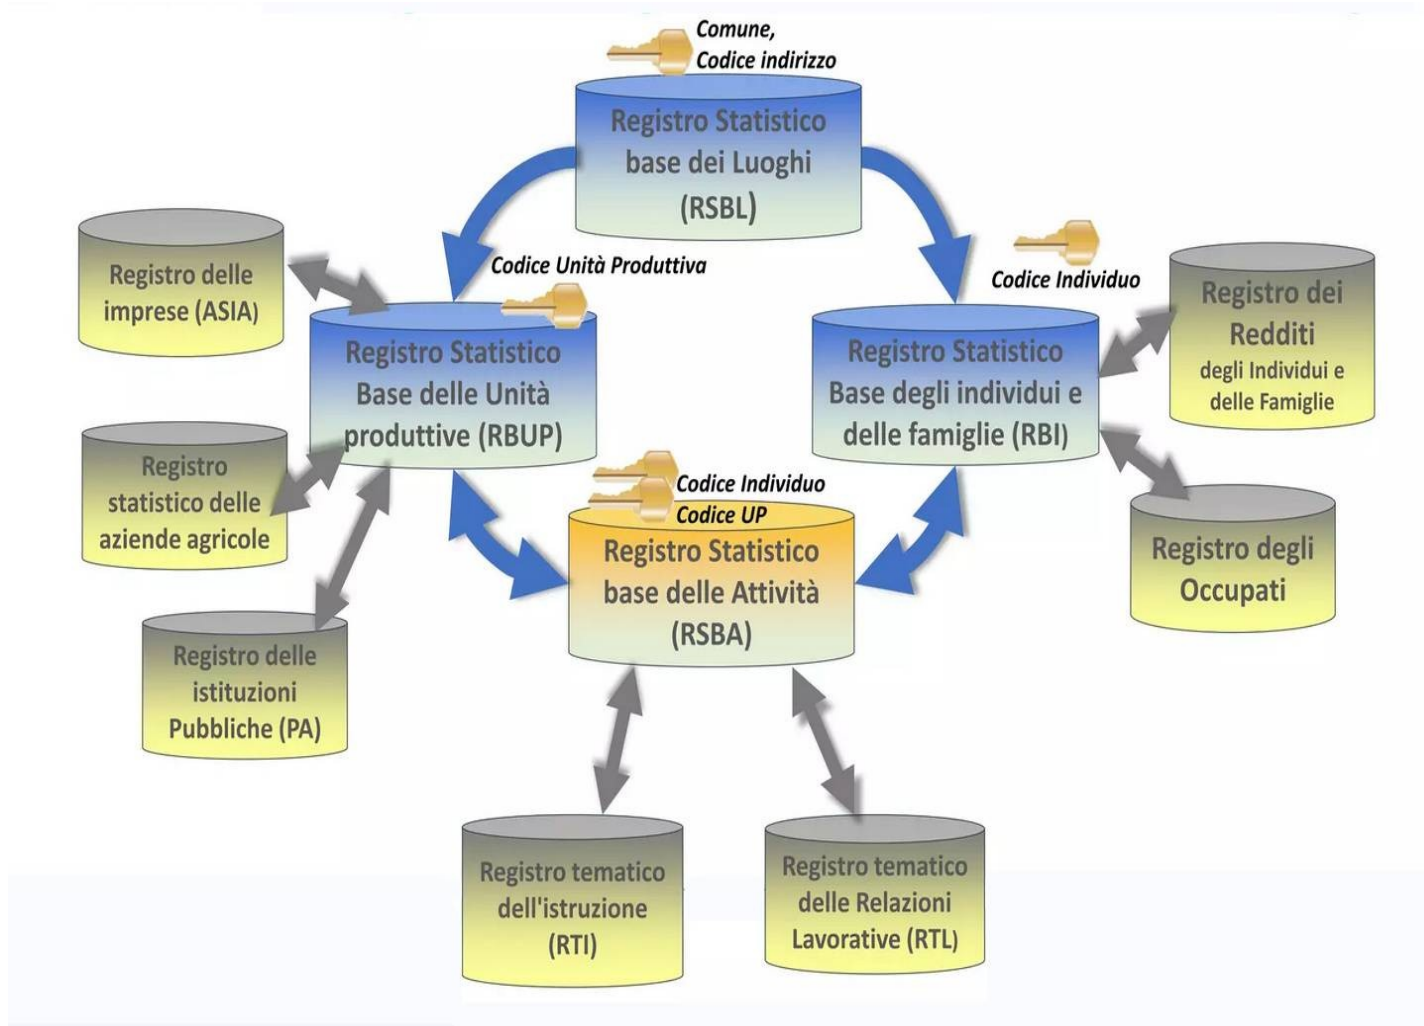 Comune,
Codice indirizzo
Registro Statistico
base dei Luoghi
(RSBL)
Codice Unità Produttiva
Codice Individuo
Registro delle
imprese (ASIA)
Registro Statistico
Base delle Unità
produttive (RBUP)
Registro Statistico
Base degli individui e
delle famiglie (RBI)
Registro dei
Redditi
degli Individui e
delle Famiglie
Registro
statistico delle
aziende agricole
Codice Individuo
Codice UP
Registro Statistico
base delle Attività
(RSBA)
Registro degli
Occupati
Registro delle
istituzioni
Pubbliche (PA)
Registro tematico
dell'istruzione
(RTI)
Registro tematico
delle Relazioni
Lavorative (RTL)